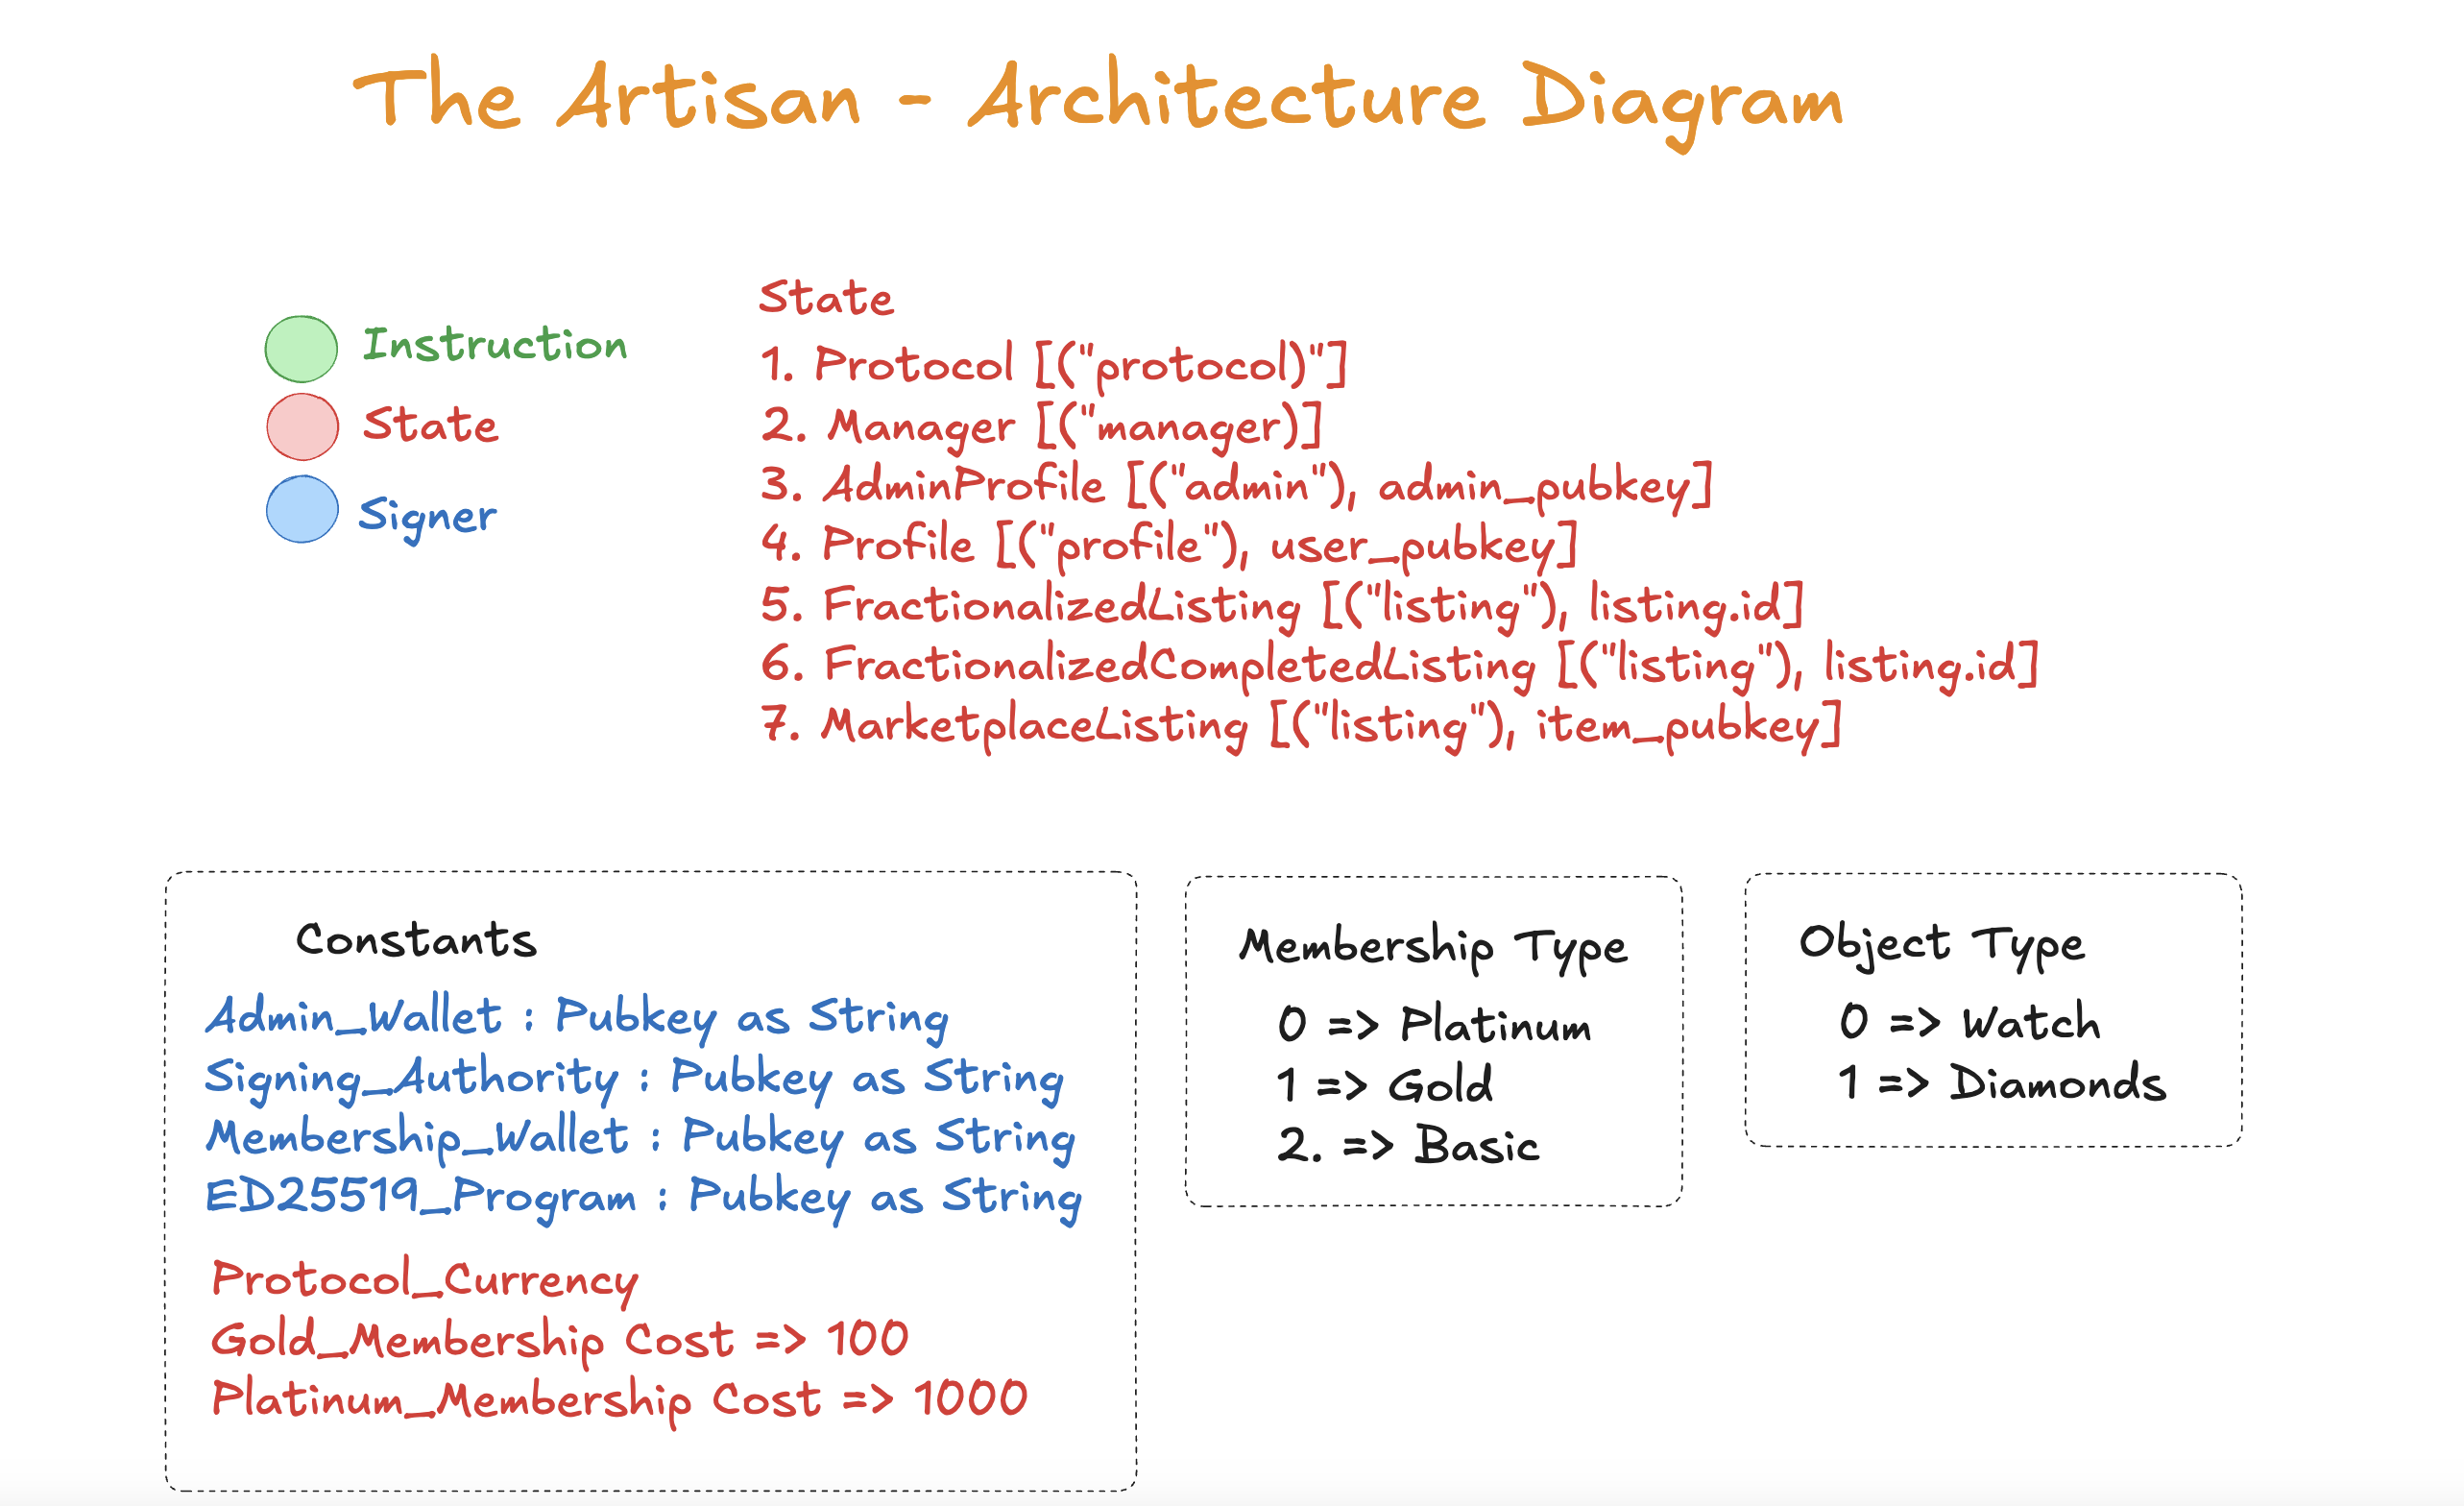 The Artisan - Architecture Diagram
Instruction
State
Signer
State
1. Protocol [("protocol)"]
2. Manager [("manager)]
3. AdminProfile [("admin"), admin_pubkey]
4. Profile [("profile"), user_pubkey]
5. FractionalizedListing [("listing"), listing.id]
6. FractionalizedCompletedListing [("listing"), listing.id]
7. MarketplaceListing [("listing"), item_pubkey]
Constants
Admin_Wallet : Pubkey as String
Signing_Authority : Pubkey as String
Membership_Wallet : Pubkey as String
ED25519_Program : Pubkey as String
Protocol_Currency
Gold_Membership Cost => 100
Platinum_Membership Cost => 1000
Membership Type
0 => Platinum
1 => Gold
2. => Basic
Object Type
0 => Watch
1 => Diamonds